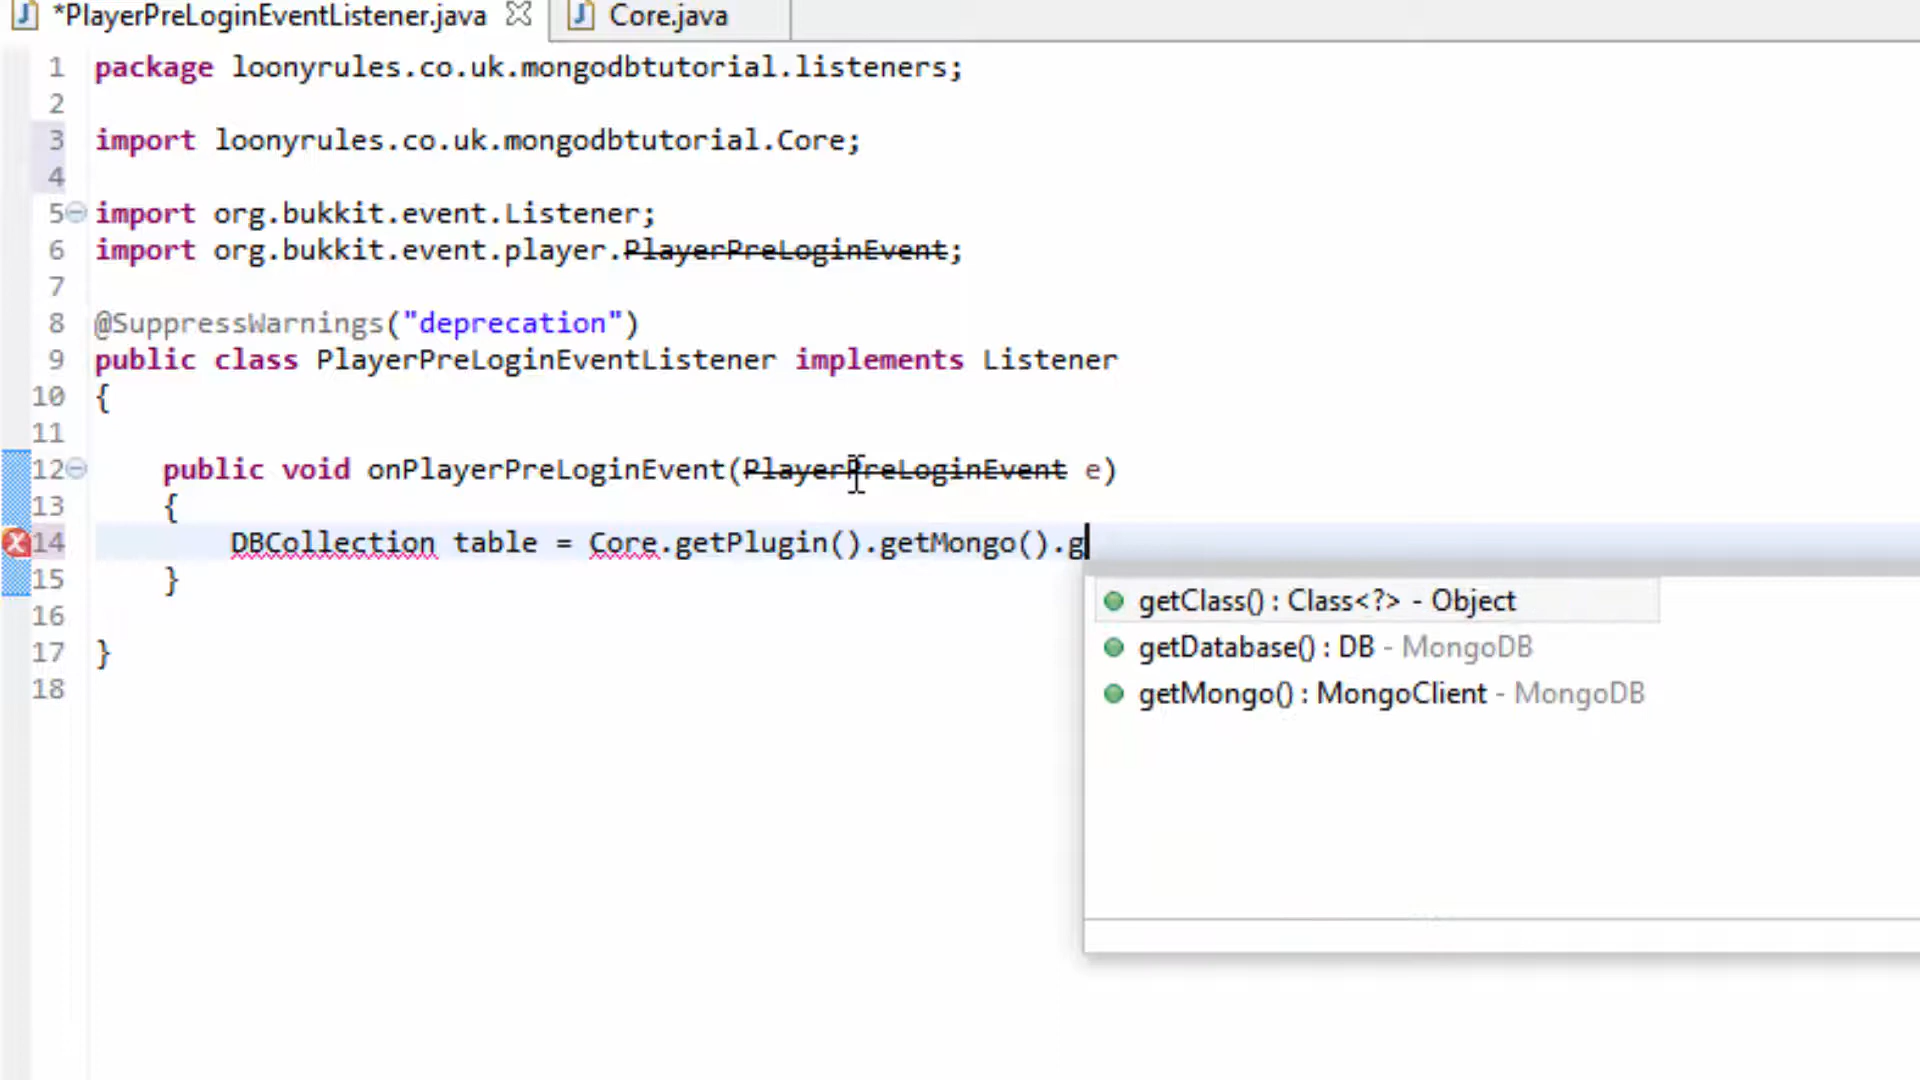 *PlayerPreLoginEventListener.java Core.java
1 package loonyrules.co.uk.mongodbtutorial.listeners;
2
3 import loonyrules.co.uk.mongodbtutorial.Core;
4
5 import org.bukkit.event.Listener;
6 import org.bukkit.event.player.PlayerPreLoginEvent;
7
8 @SuppressWarnings("deprecation")
9 public class PlayerPreLoginEventListener implements Listener
10 {
11
12 public void onPlayerPreLoginEvent(PlayerPreLoginEvent e)
13 {
14 DBCollection table = Core.getPlugin().getMongo().g
15 }
16
17 }
18
getClass() : Class<?> - Object
getDatabase() : DB - MongoDB
getMongo() : MongoClient - MongoDB